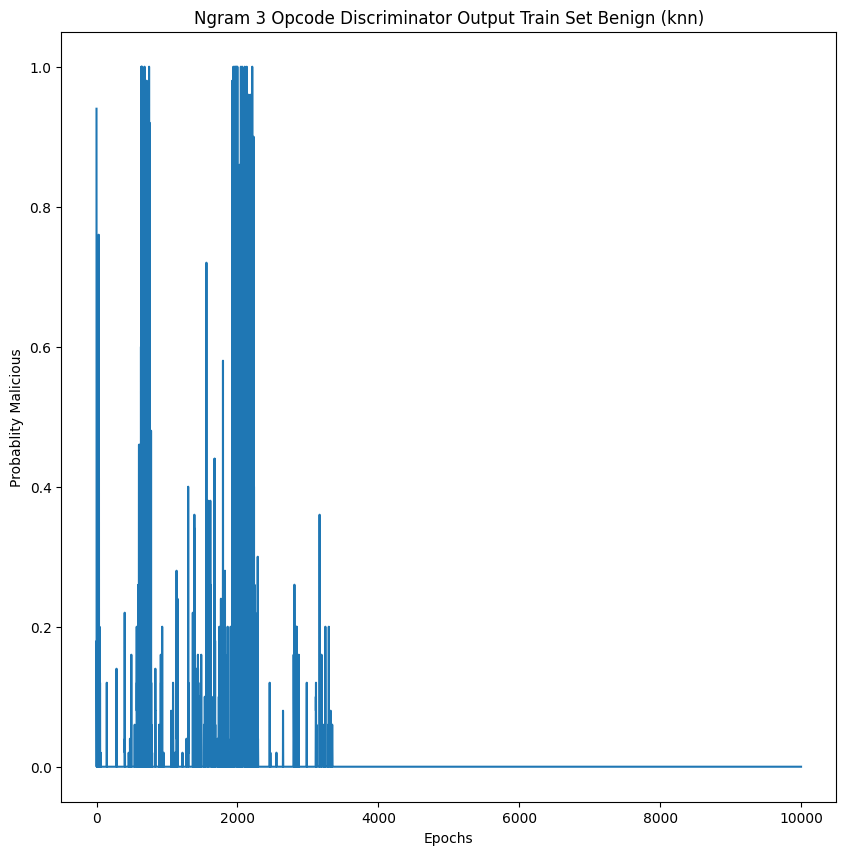 Ngram 3 Opcode Discriminator Output Train Set Benign (knn)
1.0
0.8
0.6
0.4
0.2
0.0
Probablity Malicious
0 2000 4000 6000 8000 10000
Epochs